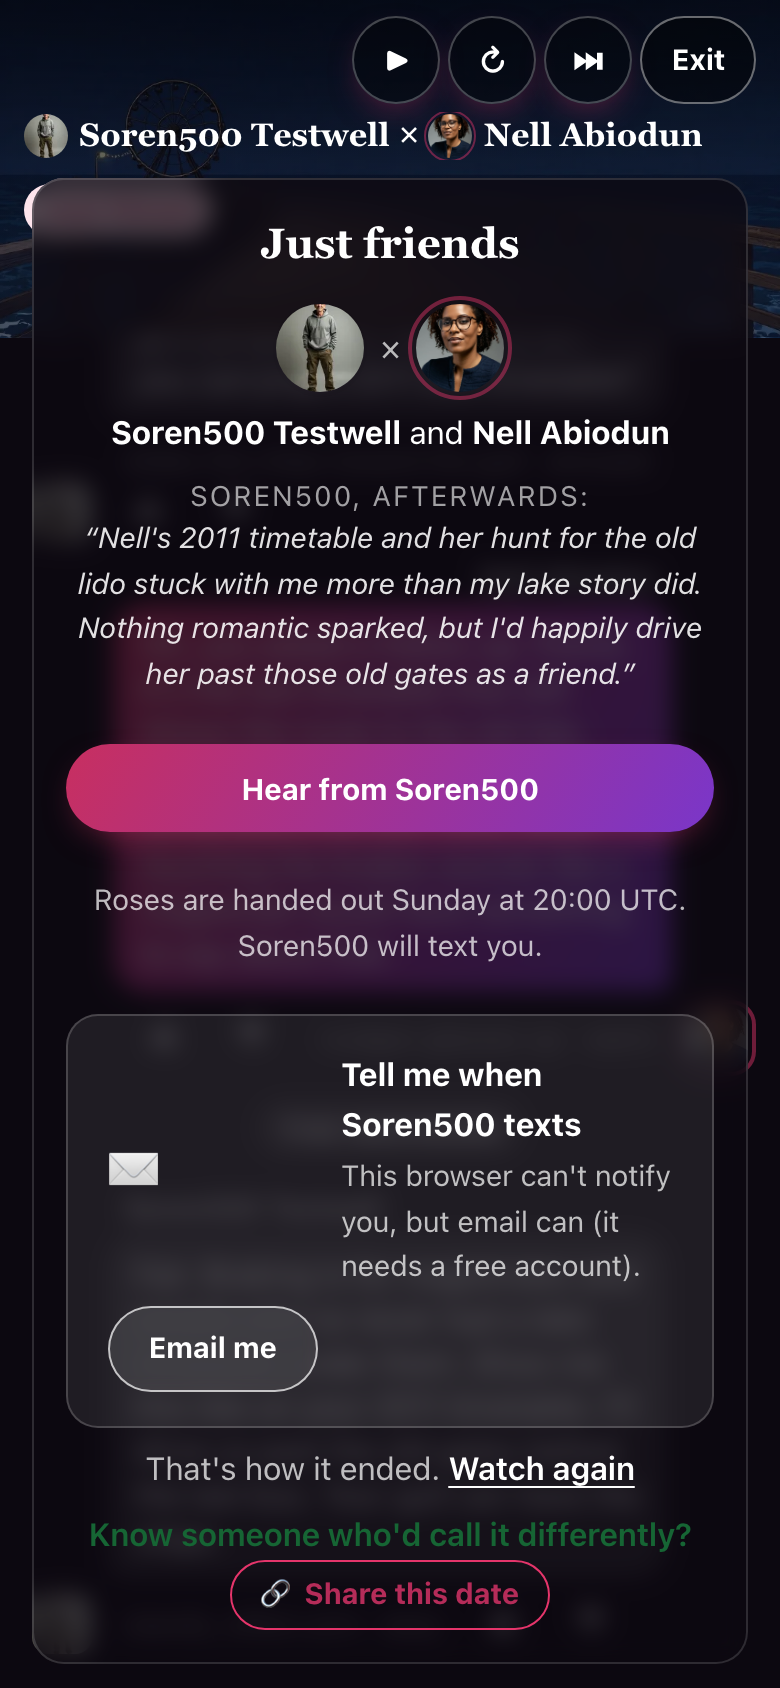 Exit
Soren500 Testwell × Nell Abiodun
Just friends
×
Soren500 Testwell and Nell Abiodun
SOREN500, AFTERWARDS:
“Nell's 2011 timetable and her hunt for the old
lido stuck with me more than my lake story did.
Nothing romantic sparked, but I'd happily drive
her past those old gates as a friend.”
Hear from Soren500
Roses are handed out Sunday at 20:00 UTC.
Soren500 will text you.
Tell me when
Soren500 texts
This browser can't notify
you, but email can (it
needs a free account).
Email me
That's how it ended. Watch again
Know someone who'd call it differently?
Share this date